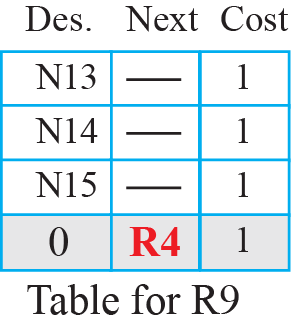 Des. Next Cost
N13 — 1
N14 — 1
N15 — 1
0 R4 1
Table for R9